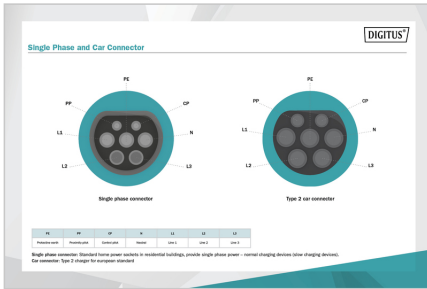 DIGITUS®
Single Phase and Car Connector
PE
PP
CP
L1
N
L2
L3
Single phase connector
PE
PP
CP
L1
N
L2
L3
Type 2 car connector
PE PP CP N L1 L2 L3
Protective earth Proximity pilot Control pilot Neutral Line 1 Line 2 Line 3
Single phase connector: Standard home power sockets in residential buildings, provide single phase power – normal charging devices (slow charging devices).
Car connector: Type 2 charger for european standard